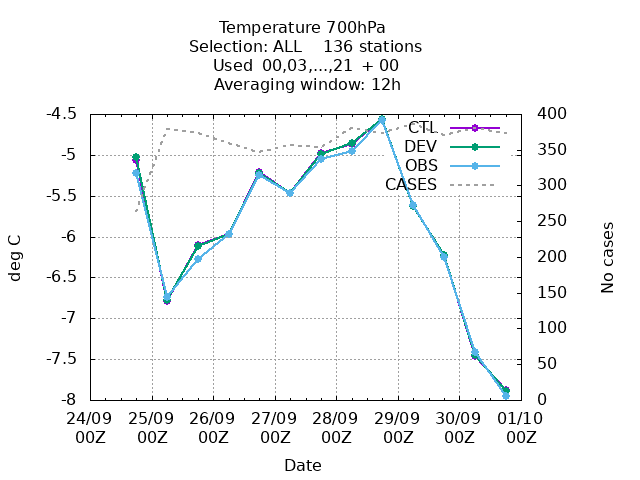 Temperature 700hPa
Selection: ALL    136 stations
Used  00,03,...,21  + 00
Averaging window: 12h
-4.5
-5
-5.5
-6
-6.5
-7
-7.5
-8
400
350
300
250
200
150
100
50
0
CTL
DEV
OBS
CASES
deg C
No cases
24/09 25/09 26/09 27/09 28/09 29/09 30/09 01/10
00Z 00Z 00Z 00Z 00Z 00Z 00Z 00Z
Date